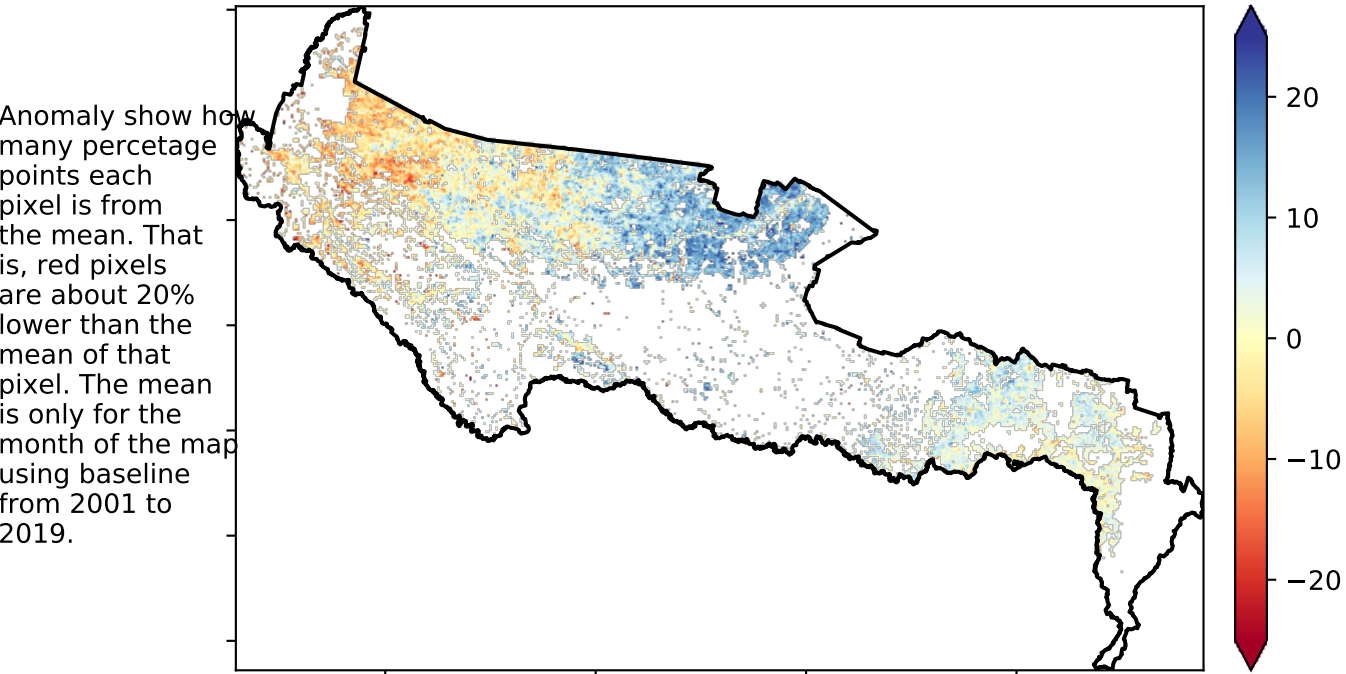 Anomaly show how
many percetage
points each
pixel is from
the mean. That
is, red pixels
are about 20%
lower than the
mean of that
pixel. The mean
is only for the
month of the map
using baseline
from 2001 to
2019.
20
10
0
−10
−20